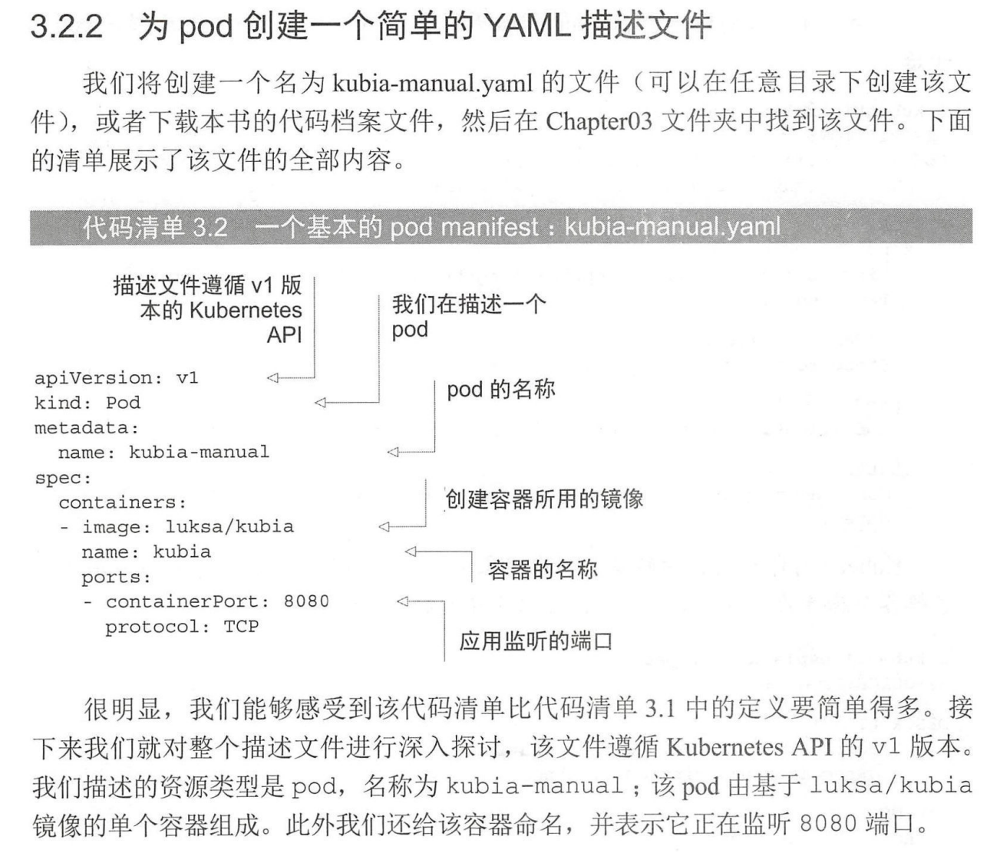 3.2.2 为 pod 创建一个简单的 YAML 描述文件
我们将创建一个名为 kubia-manual.yaml 的文件（可以在任意目录下创建该文
件），或者下载本书的代码档案文件，然后在 Chapter03 文件夹中找到该文件。下面
的清单展示了该文件的全部内容。
代码清单 3.2 一个基本的 pod manifest：kubia-manual.yaml
描述文件遵循 v1 版
本的 Kubernetes
API
我们在描述一个
pod
apiVersion: v1
kind: Pod
pod 的名称
metadata:
  name: kubia-manual
spec:
创建容器所用的镜像
  containers:
  - image: luksa/kubia
    name: kubia
容器的名称
    ports:
    - containerPort: 8080
      protocol: TCP
应用监听的端口
很明显，我们能够感受到该代码清单比代码清单 3.1 中的定义要简单得多。接
下来我们就对整个描述文件进行深入探讨，该文件遵循 Kubernetes API 的 v1 版本。
我们描述的资源类型是 pod，名称为 kubia-manual；该 pod 由基于 luksa/kubia
镜像的单个容器组成。此外我们还给该容器命名，并表示它正在监听 8080 端口。